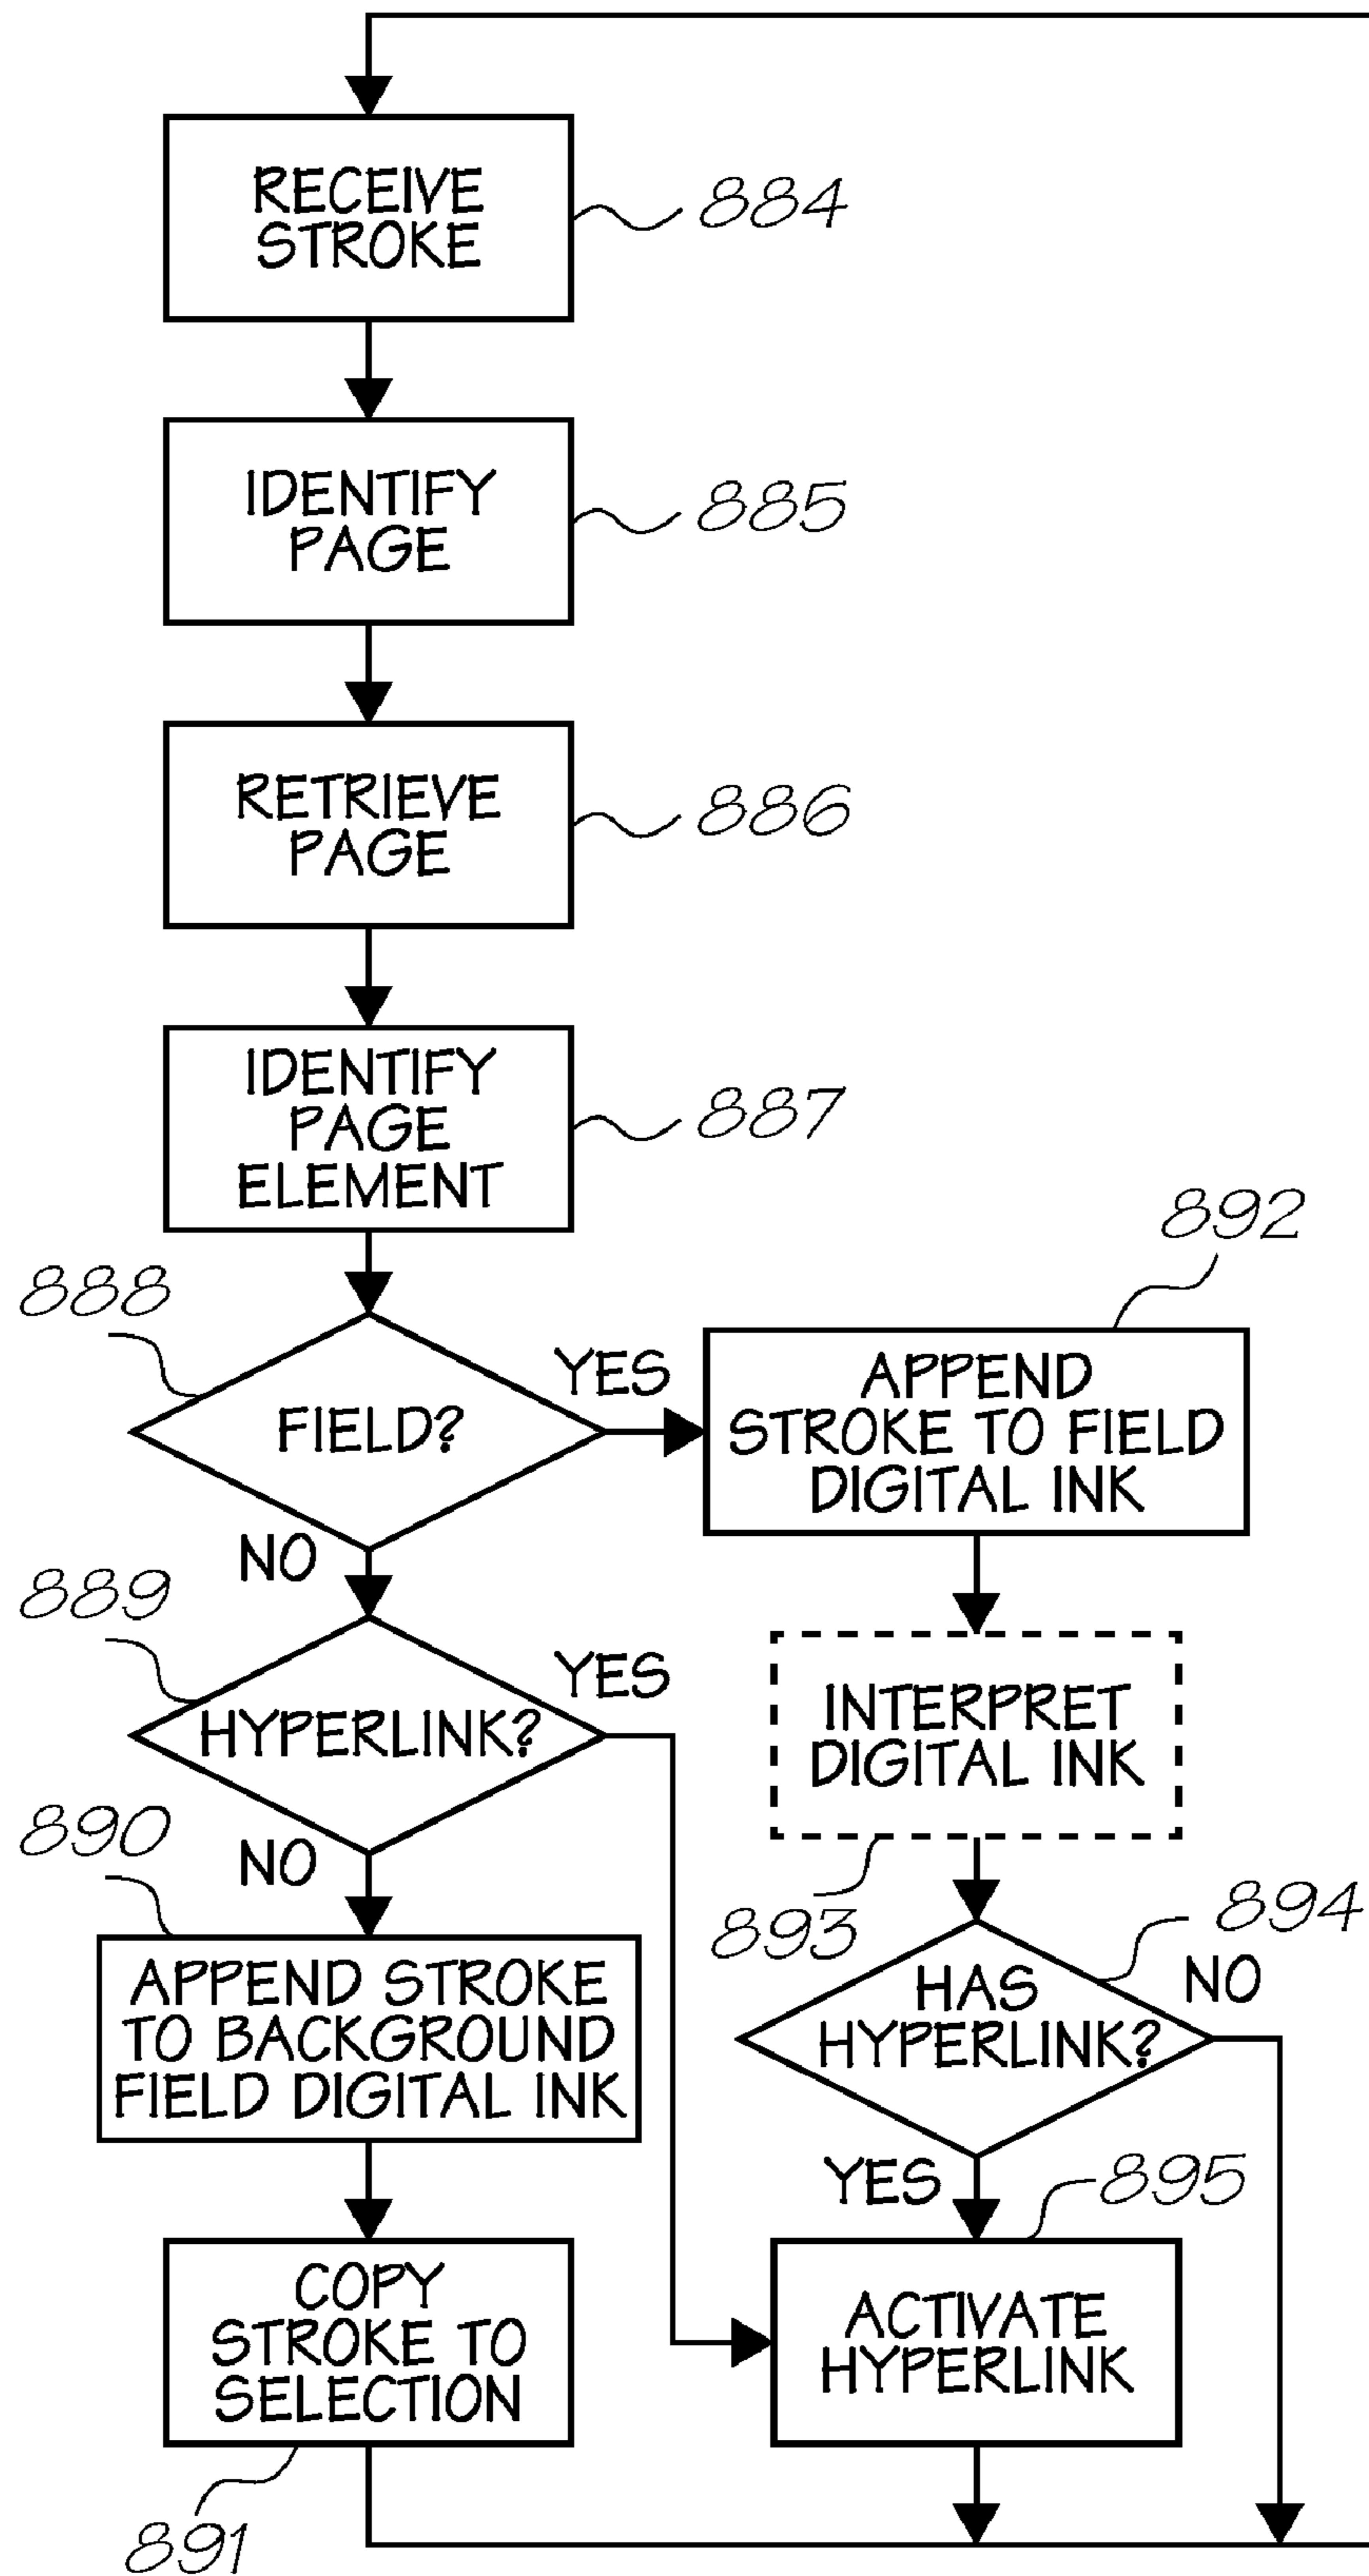 RECEIVE
STROKE
884
IDENTIFY
PAGE
885
RETRIEVE
PAGE
886
IDENTIFY
PAGE
ELEMENT
887
888
FIELD?
YES
NO
892
APPEND
STROKE TO FIELD
DIGITAL INK
889
HYPERLINK?
YES
NO
INTERPRET
DIGITAL INK
893
890
APPEND STROKE
TO BACKGROUND
FIELD DIGITAL INK
894
HAS
HYPERLINK?
NO
YES
895
COPY
STROKE TO
SELECTION
891
ACTIVATE
HYPERLINK